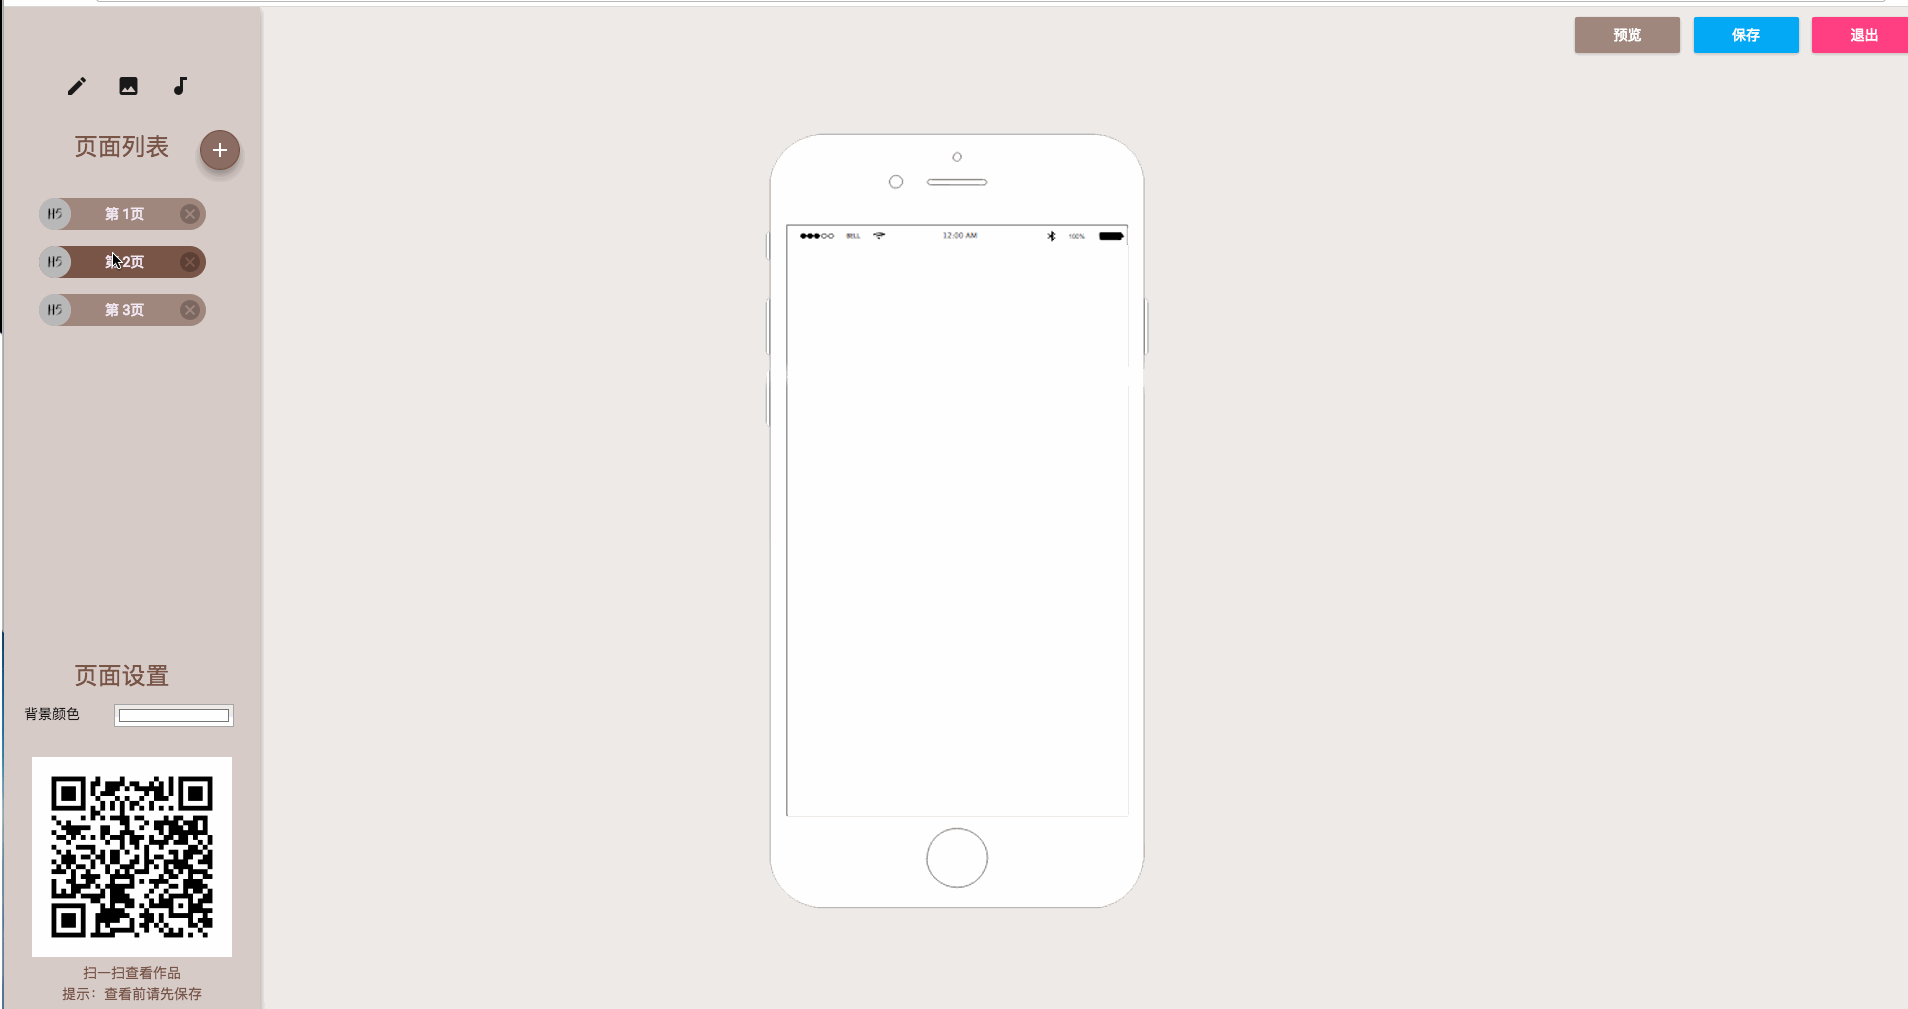 预览
保存
退出
页面列表
H5
第 1页
H5
第 2页
H5
第 3页
BELL
12:00 AM
100%
页面设置
背景颜色
扫一扫查看作品
提示：查看前请先保存